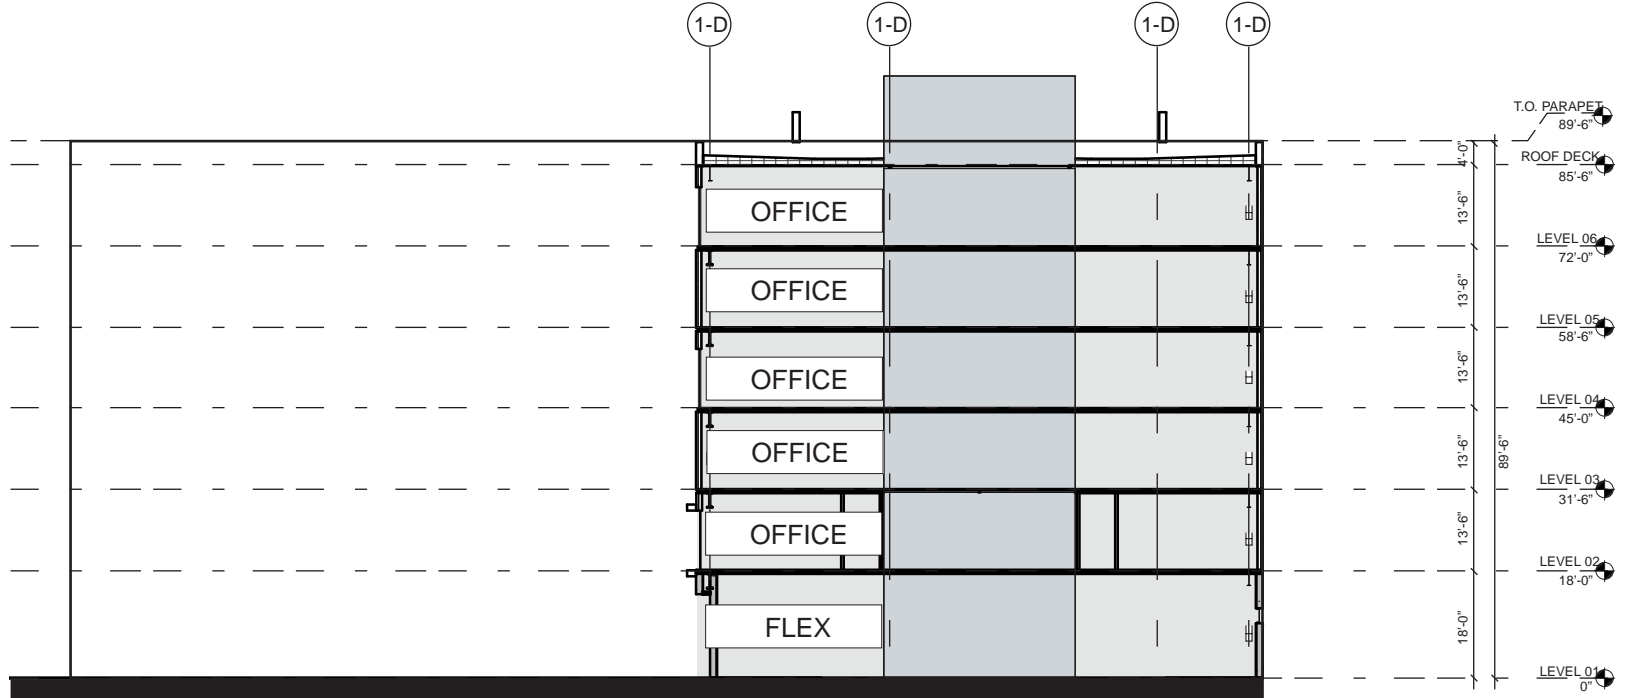 1-D
1-D
1-D
1-D
T.O. PARAPET
89'-6"
4'-0"
ROOF DECK
85'-6"
OFFICE
13'-6"
LEVEL 06
72'-0"
OFFICE
13'-6"
LEVEL 05
58'-6"
OFFICE
13'-6"
LEVEL 04
45'-0"
OFFICE
13'-6"
89'-6"
LEVEL 03
31'-6"
OFFICE
13'-6"
LEVEL 02
18'-0"
FLEX
18'-0"
LEVEL 01
0"